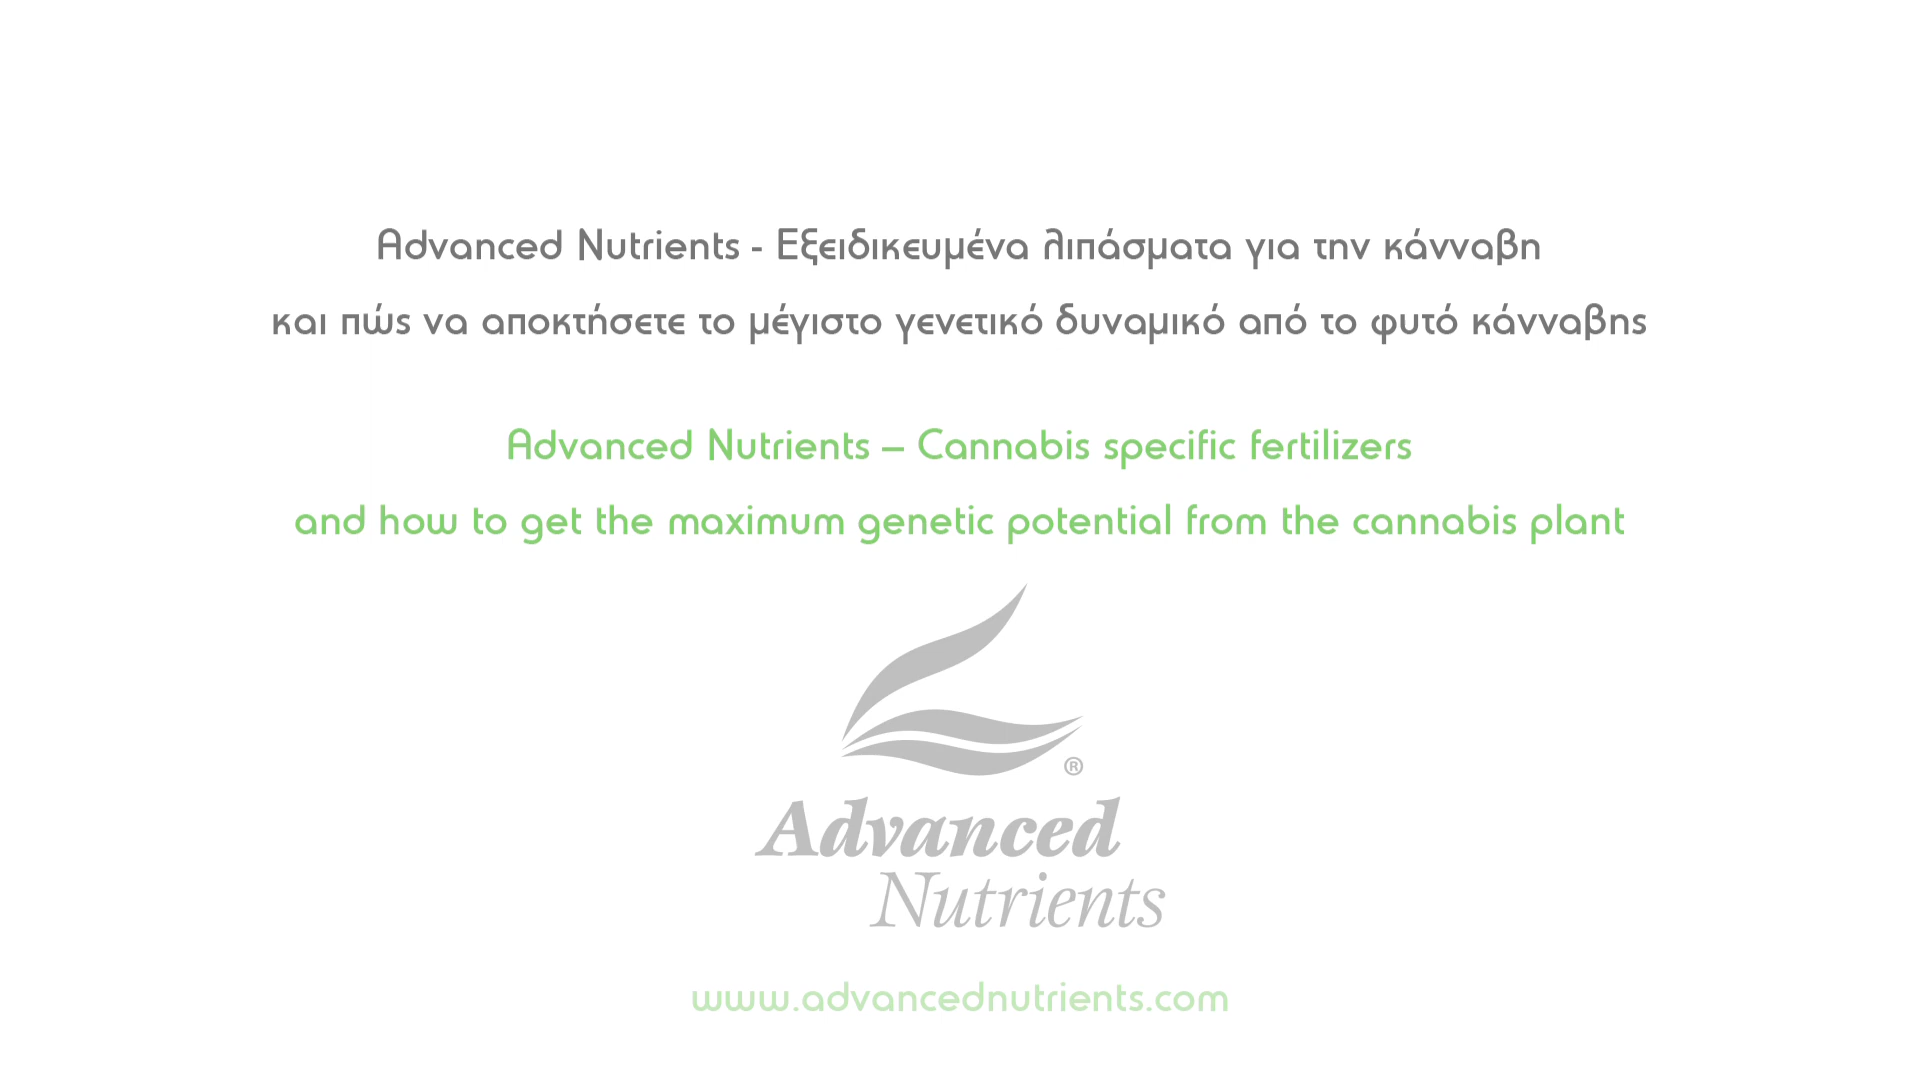 Advanced Nutrients - Εξειδικευμένα λιπάσματα για την κάνναβη
και πώς να αποκτήσετε το μέγιστο γενετικό δυναμικό από το φυτό κάνναβης
Advanced Nutrients – Cannabis specific fertilizers
and how to get the maximum genetic potential from the cannabis plant
®
Advanced
Nutrients
www.advancednutrients.com